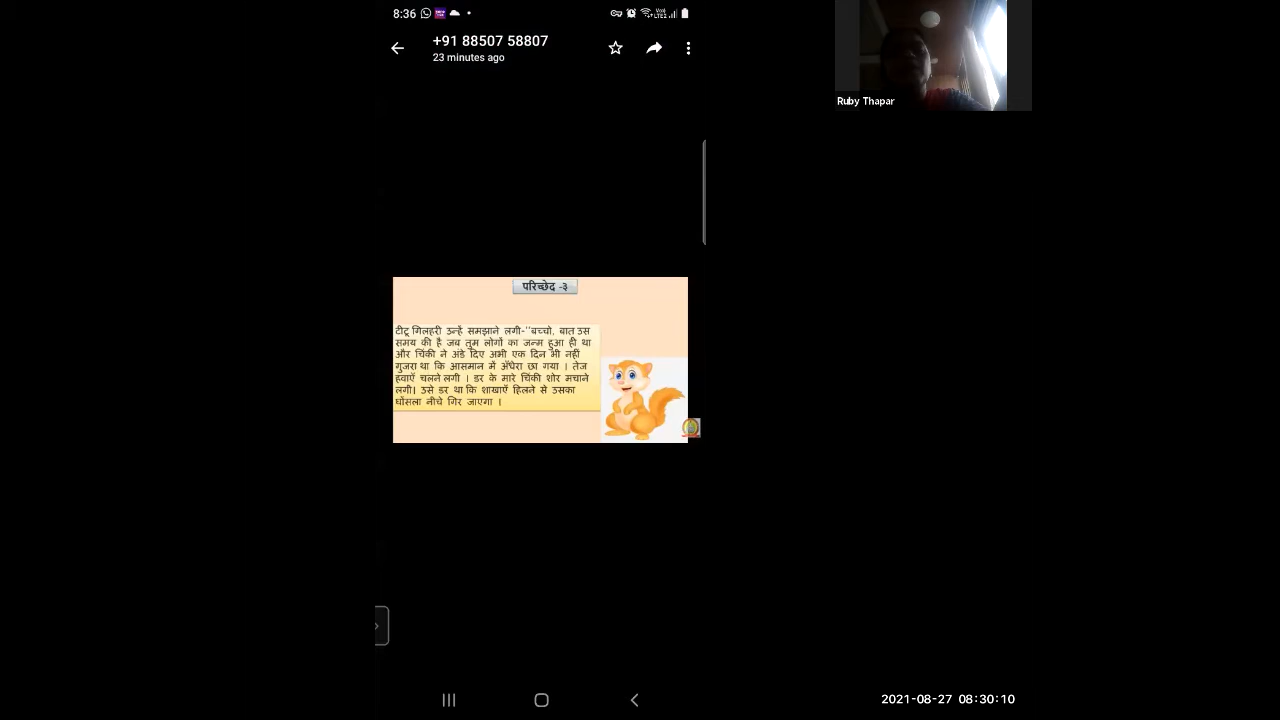 8:36
+91 88507 58807
23 minutes ago
Ruby Thapar
परिच्छेद -३
टीटू गिलहरी उन्हें समझाने लगी-"बच्चो, बात उस
समय की है जब तुम लोगों का जन्म हुआ ही था
और चिंकी ने अंडे दिए अभी एक दिन भी नहीं
गुजरा था कि आसमान में अँधेरा छा गया । तेज
हवाएँ चलने लगी । डर के मारे चिंकी शोर मचाने
लगी। उसे डर था कि शाखाएँ हिलने से उसका
घोंसला नीचे गिर जाएगा ।
2021-08-27 08:30:10